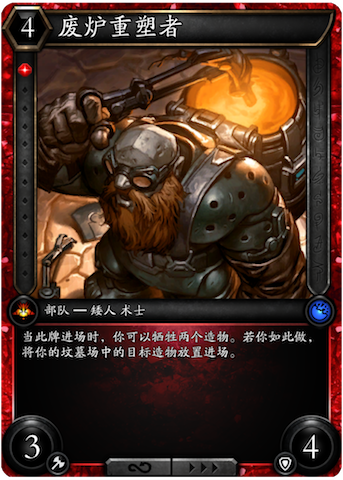 4
废炉重塑者
部队 — 矮人 术士
当此牌进场时，你可以牺牲两个造物。若你如此做，
将你的坟墓场中的目标造物放置进场。
3
4